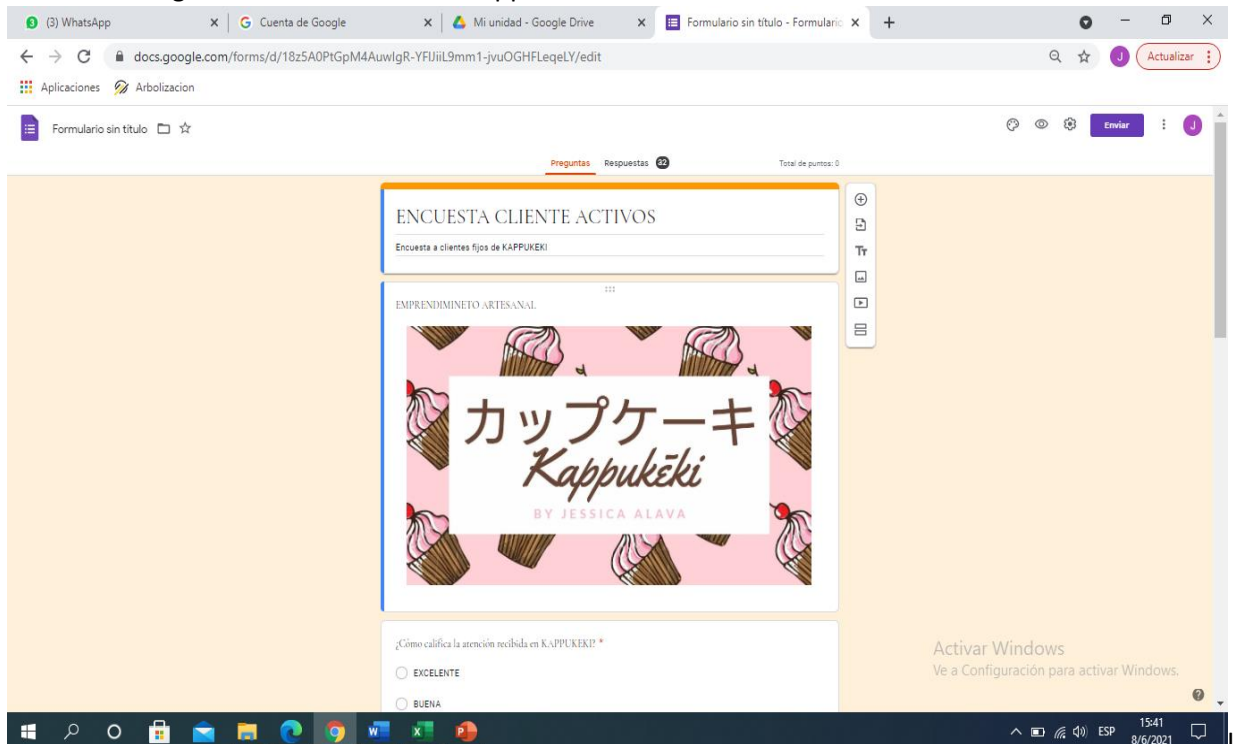 (3) WhatsApp
Cuenta de Google
Mi unidad - Google Drive
Formulario sin título - Formulario
docs.google.com/forms/d/18z5A0PtGpM4AuwIgR-YFIJiiL9mm1-jvuOGHFLeqeLY/edit
J
Actualizar
Aplicaciones
Arbolizacion
Formulario sin título
Enviar
J
Preguntas
Respuestas 32
Total de puntos: 0
ENCUESTA CLIENTE ACTIVOS
Encuesta a clientes fijos de KAPPUKEKI
EMPRENDIMINETO ARTESANAL
カップケーキ
Kappukēki
BY JESSICA ALAVA
¿Cómo califica la atención recibida en KAPPUKEKI? *
EXCELENTE
BUENA
Activar Windows
Ve a Configuración para activar Windows.
ESP
15:41
8/6/2021